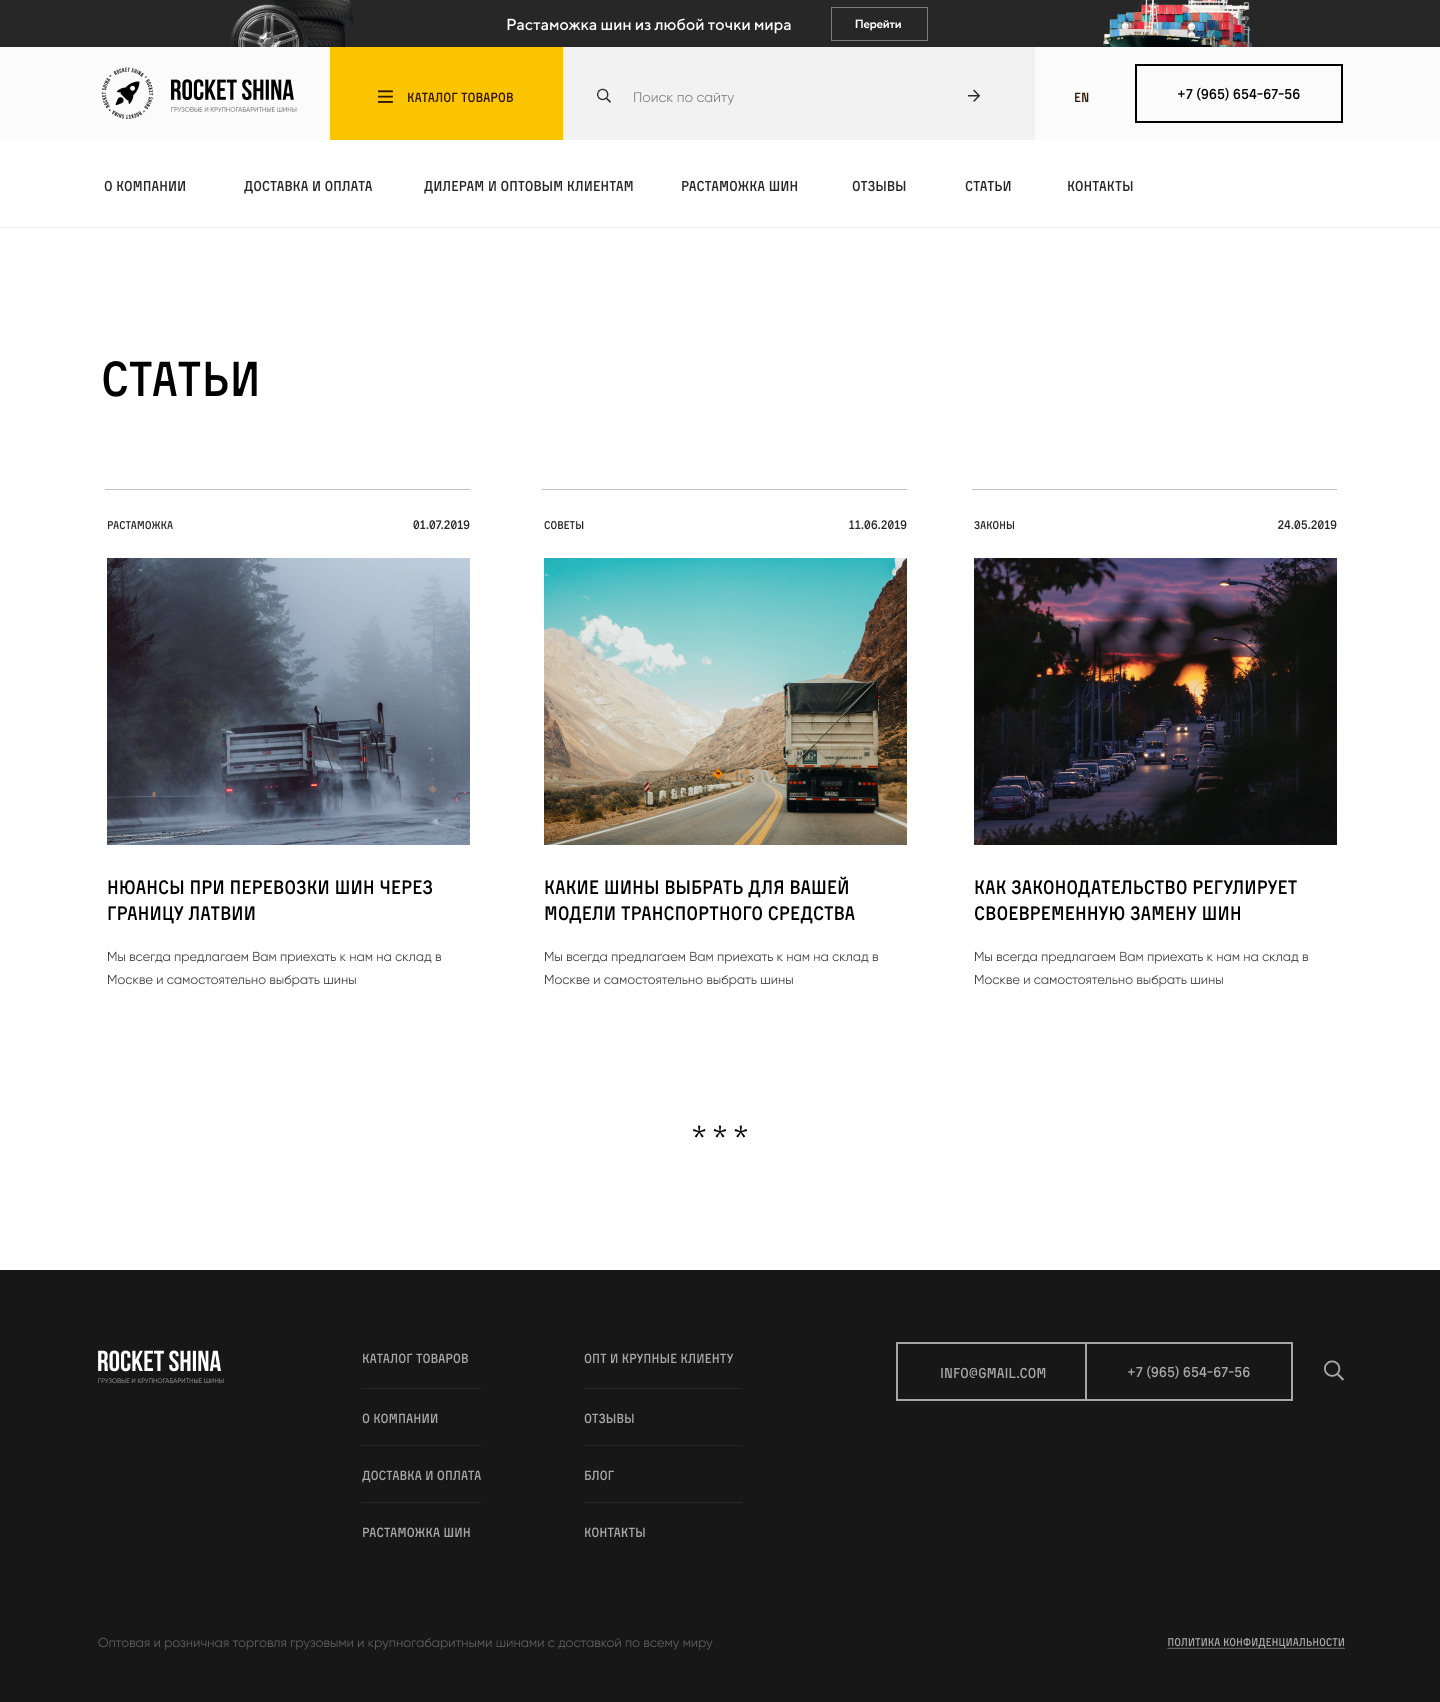 Растаможка шин из любой точки мира
Перейти
ROCKET SHINA
ГРУЗОВЫЕ И КРУПНОГАБАРИТНЫЕ ШИНЫ
КАТАЛОГ ТОВАРОВ
Поиск по сайту
EN
+7 (965) 654-67-56
О КОМПАНИИ
ДОСТАВКА И ОПЛАТА
ДИЛЕРАМ И ОПТОВЫМ КЛИЕНТАМ
РАСТАМОЖКА ШИН
ОТЗЫВЫ
СТАТЬИ
КОНТАКТЫ
СТАТЬИ
РАСТАМОЖКА
01.07.2019
НЮАНСЫ ПРИ ПЕРЕВОЗКИ ШИН ЧЕРЕЗ
ГРАНИЦУ ЛАТВИИ
Мы всегда предлагаем Вам приехать к нам на склад в
Москве и самостоятельно выбрать шины
СОВЕТЫ
11.06.2019
КАКИЕ ШИНЫ ВЫБРАТЬ ДЛЯ ВАШЕЙ
МОДЕЛИ ТРАНСПОРТНОГО СРЕДСТВА
Мы всегда предлагаем Вам приехать к нам на склад в
Москве и самостоятельно выбрать шины
ЗАКОНЫ
24.05.2019
КАК ЗАКОНОДАТЕЛЬСТВО РЕГУЛИРУЕТ
СВОЕВРЕМЕННУЮ ЗАМЕНУ ШИН
Мы всегда предлагаем Вам приехать к нам на склад в
Москве и самостоятельно выбрать шины
* * *
ROCKET SHINA
ГРУЗОВЫЕ И КРУПНОГАБАРИТНЫЕ ШИНЫ
КАТАЛОГ ТОВАРОВ
О КОМПАНИИ
ДОСТАВКА И ОПЛАТА
РАСТАМОЖКА ШИН
ОПТ И КРУПНЫЕ КЛИЕНТУ
ОТЗЫВЫ
БЛОГ
КОНТАКТЫ
INFO@GMAIL.COM
+7 (965) 654-67-56
Оптовая и розничная торговля грузовыми и крупногабаритными шинами с доставкой по всему миру
ПОЛИТИКА КОНФИДЕНЦИАЛЬНОСТИ